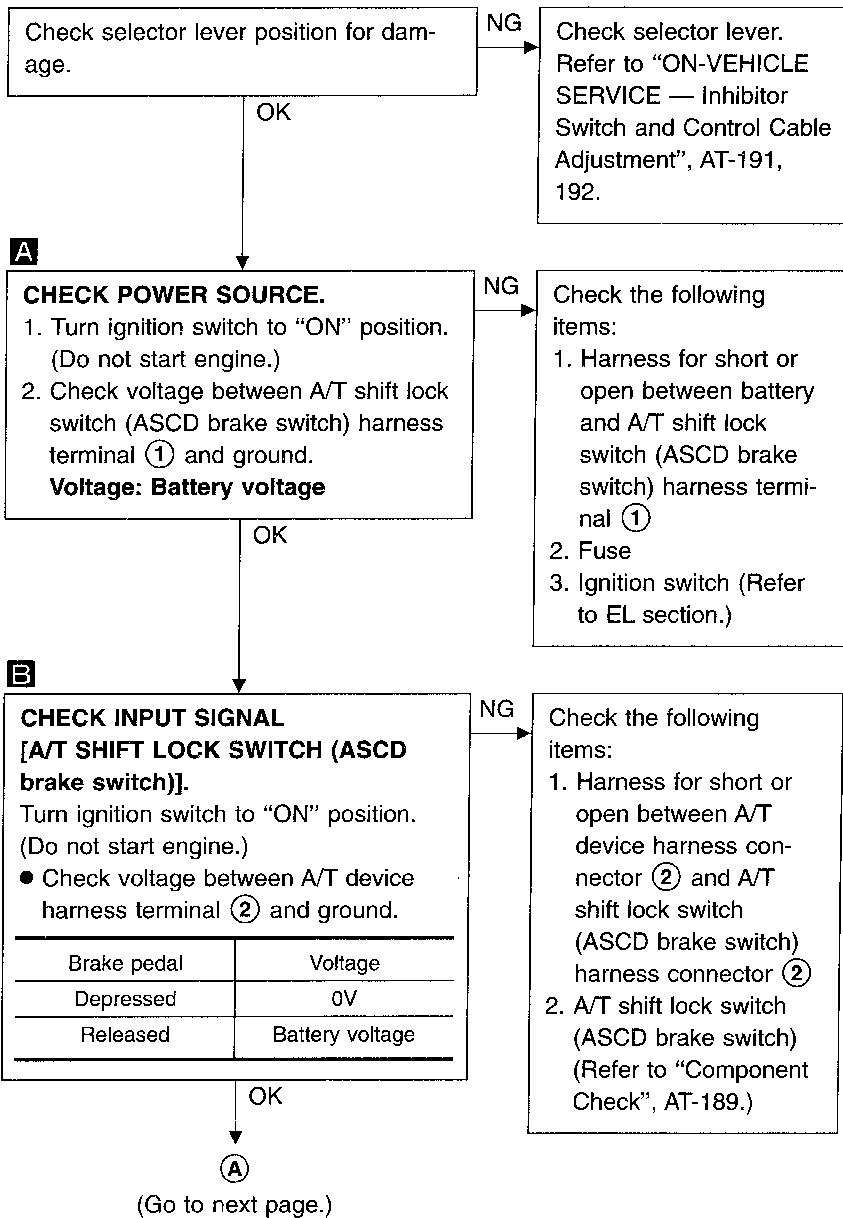 Check selector lever position for dam-
age.
NG
Check selector lever.
Refer to “ON-VEHICLE
SERVICE — Inhibitor
Switch and Control Cable
Adjustment”, AT-191,
192.
OK
A
CHECK POWER SOURCE.
1. Turn ignition switch to “ON” position.
(Do not start engine.)
2. Check voltage between A/T shift lock
switch (ASCD brake switch) harness
terminal ① and ground.
Voltage: Battery voltage
NG
Check the following
items:
1. Harness for short or
open between battery
and A/T shift lock
switch (ASCD brake
switch) harness termi-
nal ①
2. Fuse
3. Ignition switch (Refer
to EL section.)
OK
B
CHECK INPUT SIGNAL
[A/T SHIFT LOCK SWITCH (ASCD
brake switch)].
Turn ignition switch to “ON” position.
(Do not start engine.)
● Check voltage between A/T device
harness terminal ② and ground.
Brake pedal Voltage
Depressed 0V
Released Battery voltage
NG
Check the following
items:
1. Harness for short or
open between A/T
device harness con-
nector ② and A/T
shift lock switch
(ASCD brake switch)
harness connector ②
2. A/T shift lock switch
(ASCD brake switch)
(Refer to “Component
Check”, AT-189.)
OK
Ⓐ
(Go to next page.)